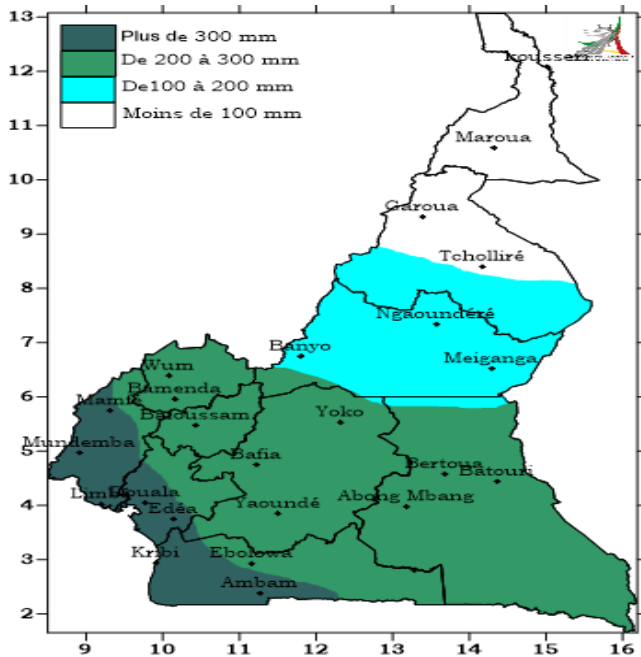 13
Plus de 300 mm
De 200 à 300 mm
12
kousseri
De100 à 200 mm
Moins de 100 mm
11
Maroua
10
Garoua
9
Tcholliré
8
Ngaoundéré
7
Banyo
Meiganga
Wum
6
Bamenda
Mamfe
Yoko
Bafoussam
5
Mundemba
Bafia
Bertoua
Batouri
Limbe
Douala
Abong Mbang
4
Edéa
Yaoundé
Kribi
Ebolowa
3
Ambam
2
9 10 11 12 13 14 15 16